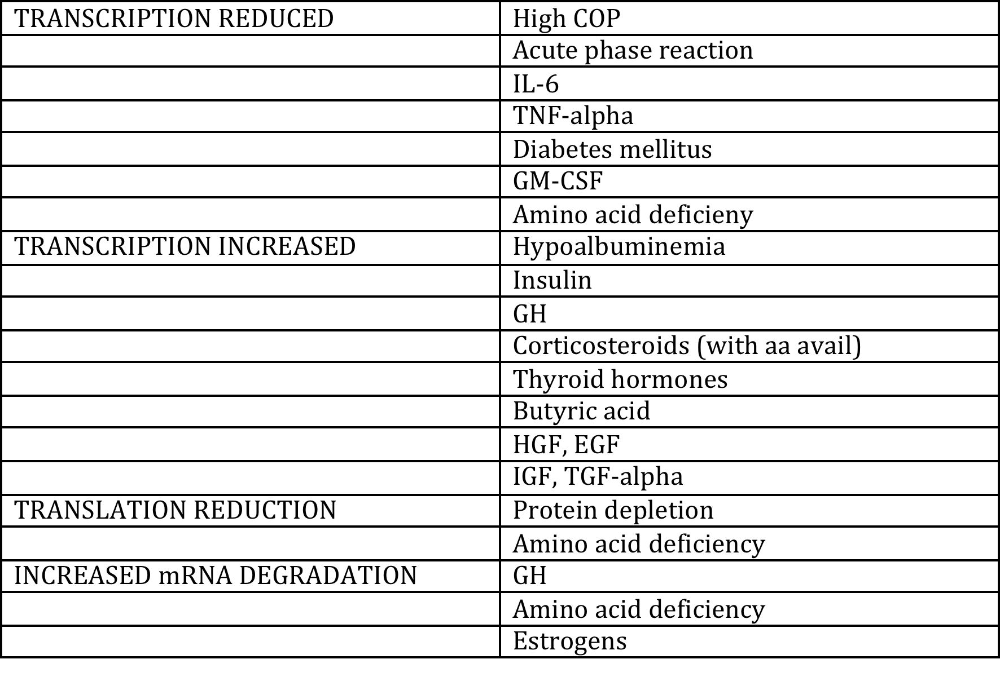 TRANSCRIPTION REDUCED High COP
Acute phase reaction
IL-6
TNF-alpha
Diabetes mellitus
GM-CSF
Amino acid deficieny
TRANSCRIPTION INCREASED Hypoalbuminemia
Insulin
GH
Corticosteroids (with aa avail)
Thyroid hormones
Butyric acid
HGF, EGF
IGF, TGF-alpha
TRANSLATION REDUCTION Protein depletion
Amino acid deficiency
INCREASED mRNA DEGRADATION GH
Amino acid deficiency
Estrogens